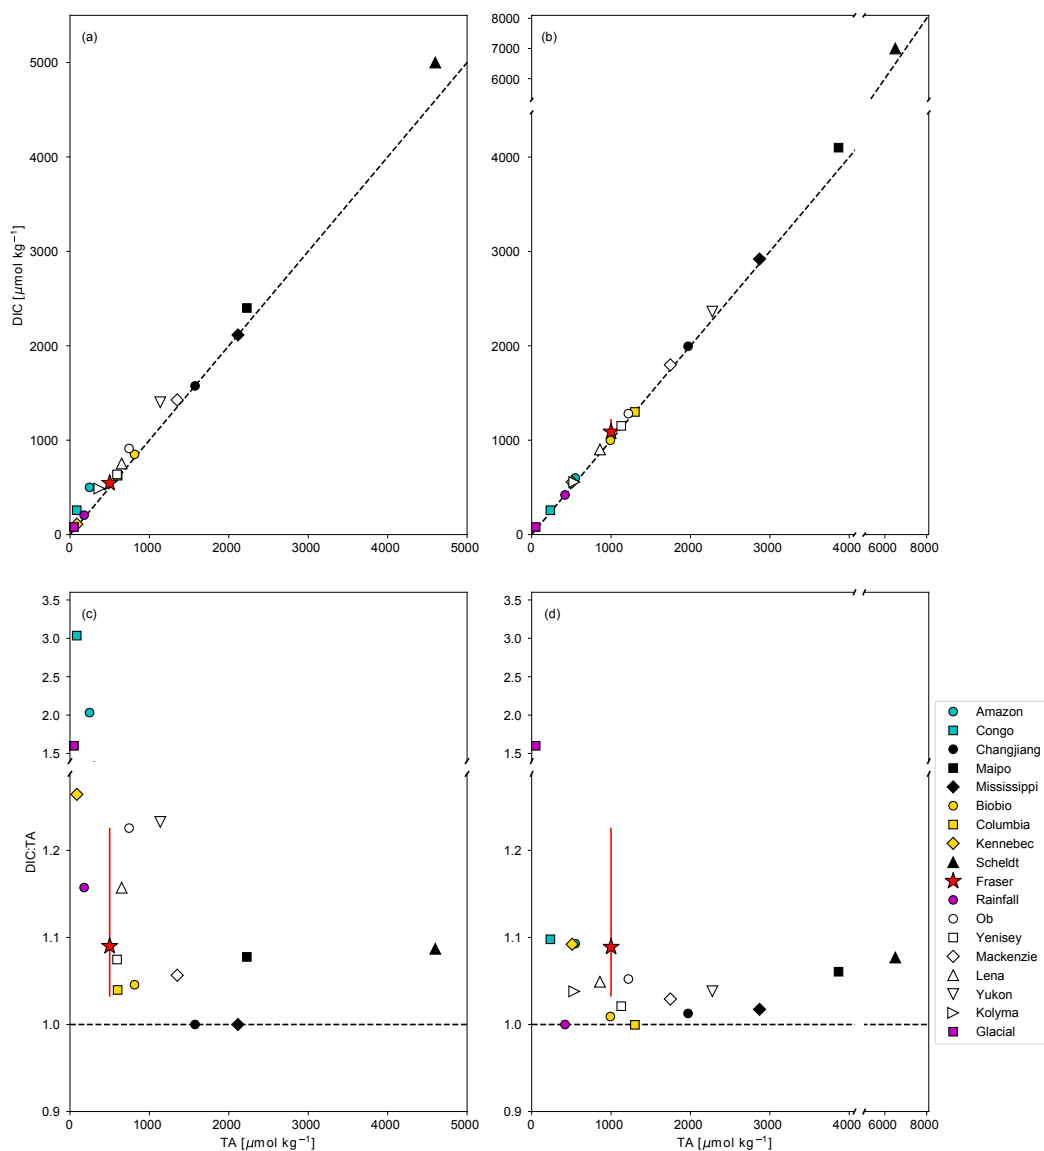 (a)
5000
4000
3000
2000
1000
0
DIC [μmol kg⁻¹]
0 1000 2000 3000 4000 5000
(b)
8000
7000
6000
4000
3000
2000
1000
0
0 1000 2000 3000 4000 6000 8000
(c)
3.5
3.0
2.5
2.0
1.5
1.2
1.1
1.0
0.9
DIC:TA
0 1000 2000 3000 4000 5000
TA [μmol kg⁻¹]
(d)
3.5
3.0
2.5
2.0
1.5
1.2
1.1
1.0
0.9
0 1000 2000 3000 4000 6000 8000
TA [μmol kg⁻¹]
Amazon
Congo
Changjiang
Maipo
Mississippi
Biobio
Columbia
Kennebec
Scheldt
Fraser
Rainfall
Ob
Yenisey
Mackenzie
Lena
Yukon
Kolyma
Glacial